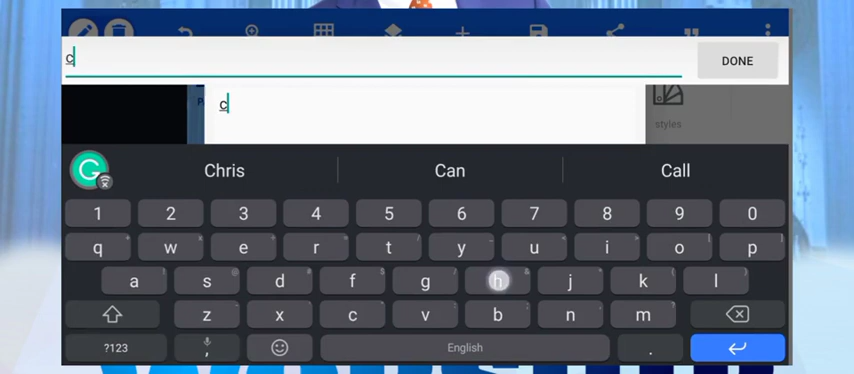 c
DONE
c
styles
Chris Can Call
1 2 3 4 5 6 7 8 9 0
q w e r t y u i o p
a s d f g h j k l
z x c v b n m
?123 , English .